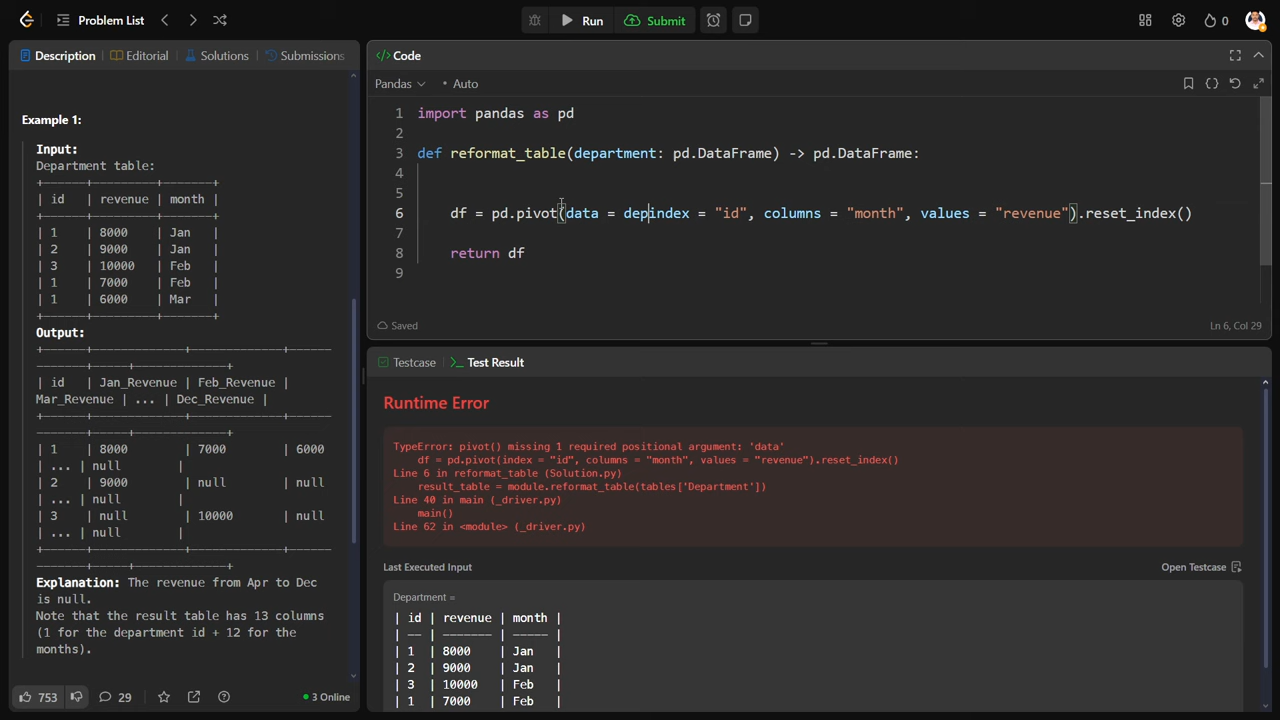 Problem List
Run
Submit
0
Description
Editorial
Solutions
Submissions
Example 1:
Input:
Department table:
+------+---------+-------+
| id | revenue | month |
+------+---------+-------+
| 1 | 8000 | Jan |
| 2 | 9000 | Jan |
| 3 | 10000 | Feb |
| 1 | 7000 | Feb |
| 1 | 6000 | Mar |
+------+---------+-------+
Output:
+------+-------------+-------------+------
-------+-----+-------------+
| id | Jan_Revenue | Feb_Revenue |
Mar_Revenue | ... | Dec_Revenue |
+------+-------------+-------------+------
-------+-----+-------------+
| 1 | 8000 | 7000 | 6000
| ... | null |
| 2 | 9000 | null | null
| ... | null |
| 3 | null | 10000 | null
| ... | null |
+------+-------------+-------------+------
-------+-----+-------------+
Explanation: The revenue from Apr to Dec
is null.
Note that the result table has 13 columns
(1 for the department id + 12 for the
months).
753
29
3 Online
</> Code
Pandas
• Auto
1 import pandas as pd
2
3 def reformat_table(department: pd.DataFrame) -> pd.DataFrame:
4
5
6 df = pd.pivot(data = depindex = "id", columns = "month", values = "revenue").reset_index()
7
8 return df
9
Saved
Ln 6, Col 29
Testcase
>_ Test Result
Runtime Error
TypeError: pivot() missing 1 required positional argument: 'data'
df = pd.pivot(index = "id", columns = "month", values = "revenue").reset_index()
Line 6 in reformat_table (Solution.py)
result_table = module.reformat_table(tables['Department'])
Line 40 in main (_driver.py)
main()
Line 62 in <module> (_driver.py)
Last Executed Input
Open Testcase
Department =
| id | revenue | month |
| -- | ------- | ----- |
| 1 | 8000 | Jan |
| 2 | 9000 | Jan |
| 3 | 10000 | Feb |
| 1 | 7000 | Feb |